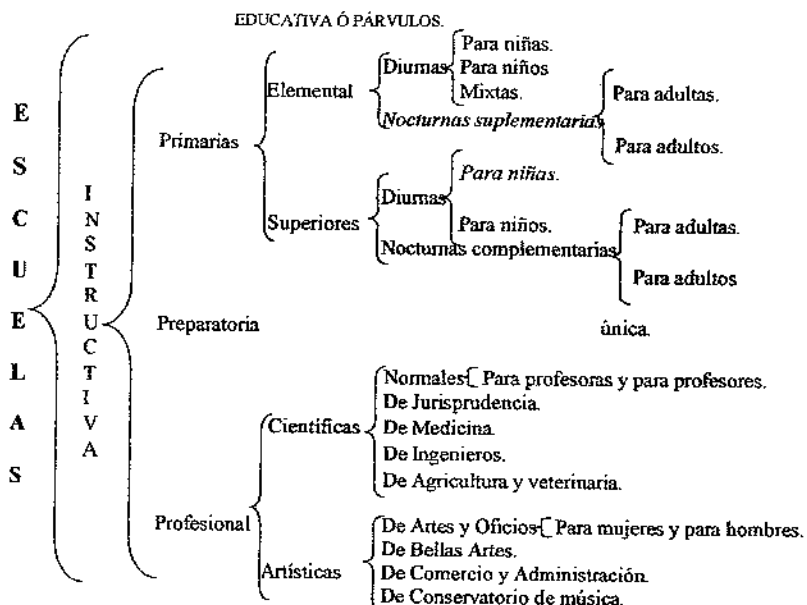 EDUCATIVA Ó PÁRVULOS.
ESCUELAS
INSTRUCTIVA
Primarias
Elemental
Diurnas
Para niñas.
Para niños
Mixtas.
Nocturnas suplementarias
Para adultas.
Para adultos.
Superiores
Diurnas
Para niñas.
Para niños.
Nocturnas complementarias
Para adultas.
Para adultos
Preparatoria
única.
Profesional
Científicas
Normales
Para profesoras y para profesores.
De Jurisprudencia.
De Medicina.
De Ingenieros.
De Agricultura y veterinaria.
Artísticas
De Artes y Oficios
Para mujeres y para hombres.
De Bellas Artes.
De Comercio y Administración.
De Conservatorio de música.